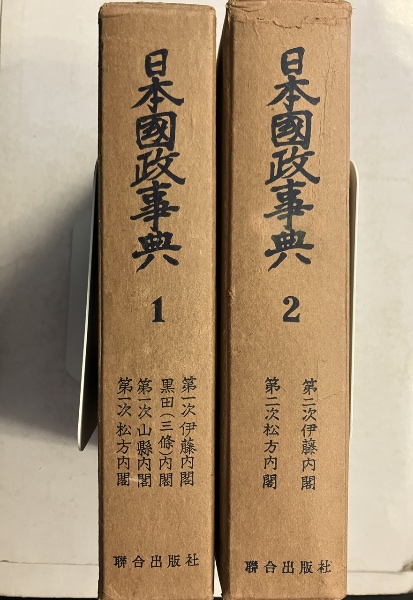 日本國政事典
1
第一次伊藤内閣
黒田(三條)内閣
第一次山縣内閣
第一次松方内閣
聯合出版社
日本國政事典
2
第二次伊藤内閣
第二次松方内閣
聯合出版社